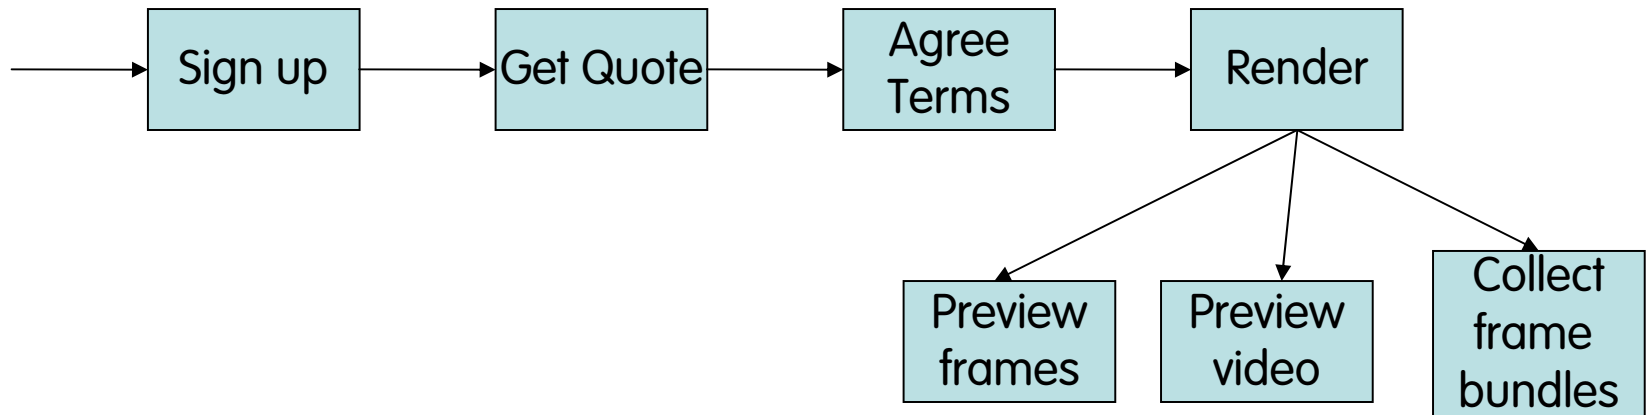 Sign up
Get Quote
Agree
Terms
Render
Preview
frames
Preview
video
Collect
frame
bundles